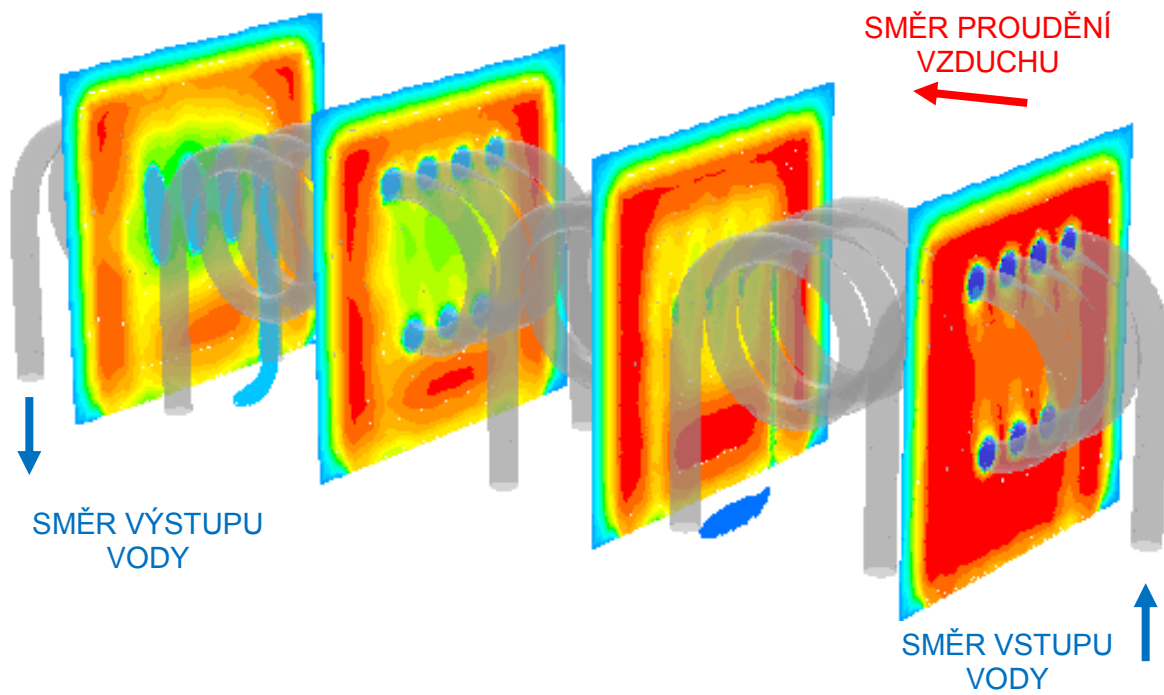 SMĚR PROUDĚNÍ
VZDUCHU
SMĚR VÝSTUPU
VODY
SMĚR VSTUPU
VODY